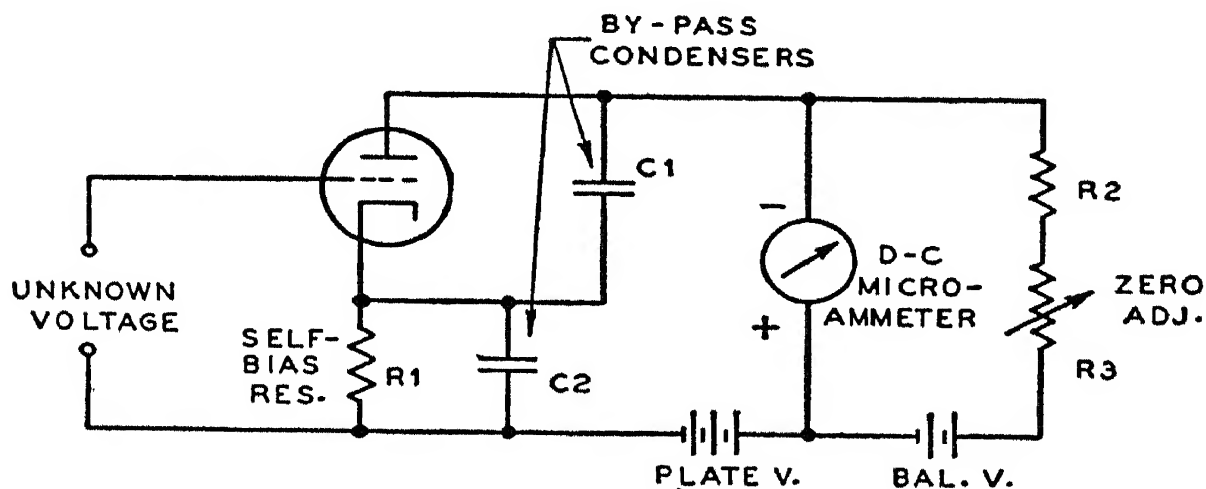 BY-PASS
CONDENSERS
C1
R2
-
D-C
MICRO-
AMMETER
+
ZERO
ADJ.
R3
UNKNOWN
VOLTAGE
SELF-
BIAS
RES.
R1
C2
PLATE V.
BAL. V.